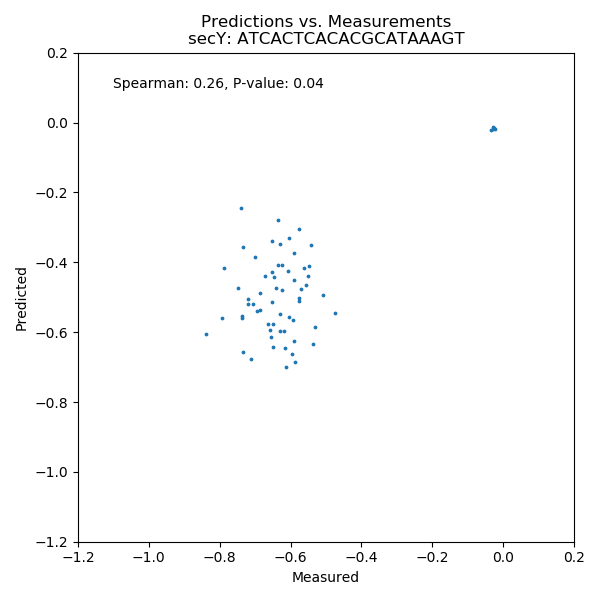 Predictions vs. Measurements
secY: ATCACTCACACGCATAAAGT
Spearman: 0.26, P-value: 0.04
0.2
0.0
−0.2
−0.4
−0.6
−0.8
−1.0
−1.2
Predicted
−1.2 −1.0 −0.8 −0.6 −0.4 −0.2 0.0 0.2
Measured